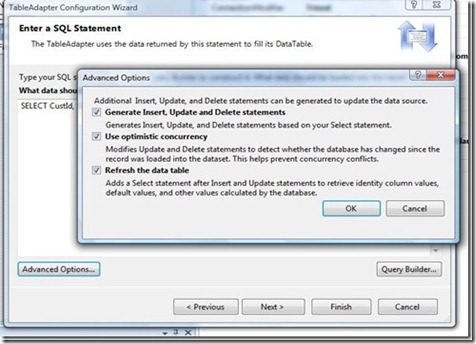 TableAdapter Configuration Wizard
Enter a SQL Statement
The TableAdapter uses the data returned by this statement to fill its DataTable.
Type your SQL s
What data shou
SELECT CustId,
Advanced Options
Additional Insert, Update, and Delete statements can be generated to update the data source.
Generate Insert, Update and Delete statements
Generates Insert, Update, and Delete statements based on your Select statement.
Use optimistic concurrency
Modifies Update and Delete statements to detect whether the database has changed since the
record was loaded into the dataset. This helps prevent concurrency conflicts.
Refresh the data table
Adds a Select statement after Insert and Update statements to retrieve identity column values,
default values, and other values calculated by the database.
OK Cancel
Advanced Options... Query Builder...
< Previous Next > Finish Cancel